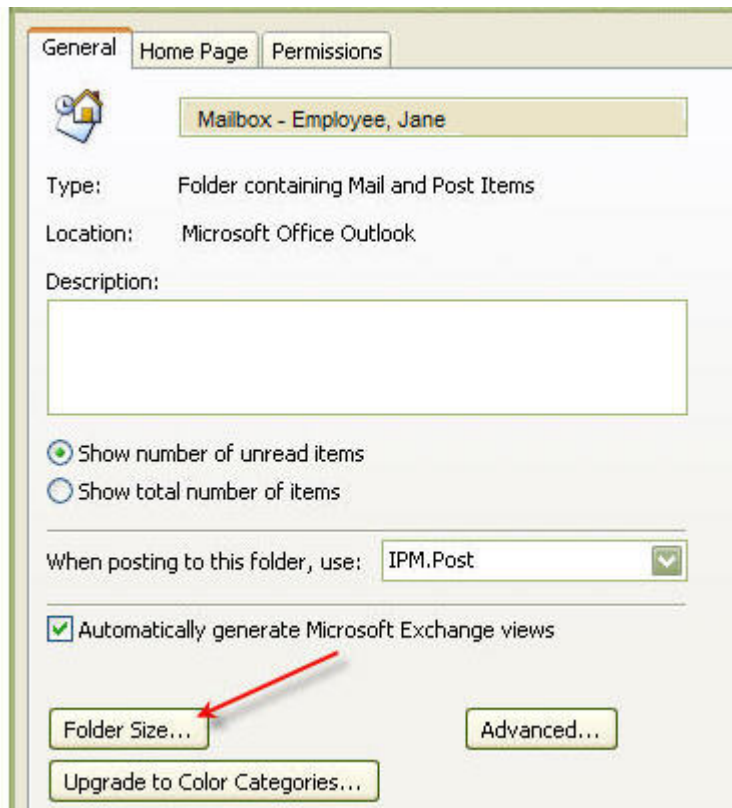 General Home Page Permissions
Mailbox - Employee, Jane
Type: Folder containing Mail and Post Items
Location: Microsoft Office Outlook
Description:
Show number of unread items
Show total number of items
When posting to this folder, use: IPM.Post
Automatically generate Microsoft Exchange views
Folder Size... Advanced...
Upgrade to Color Categories...